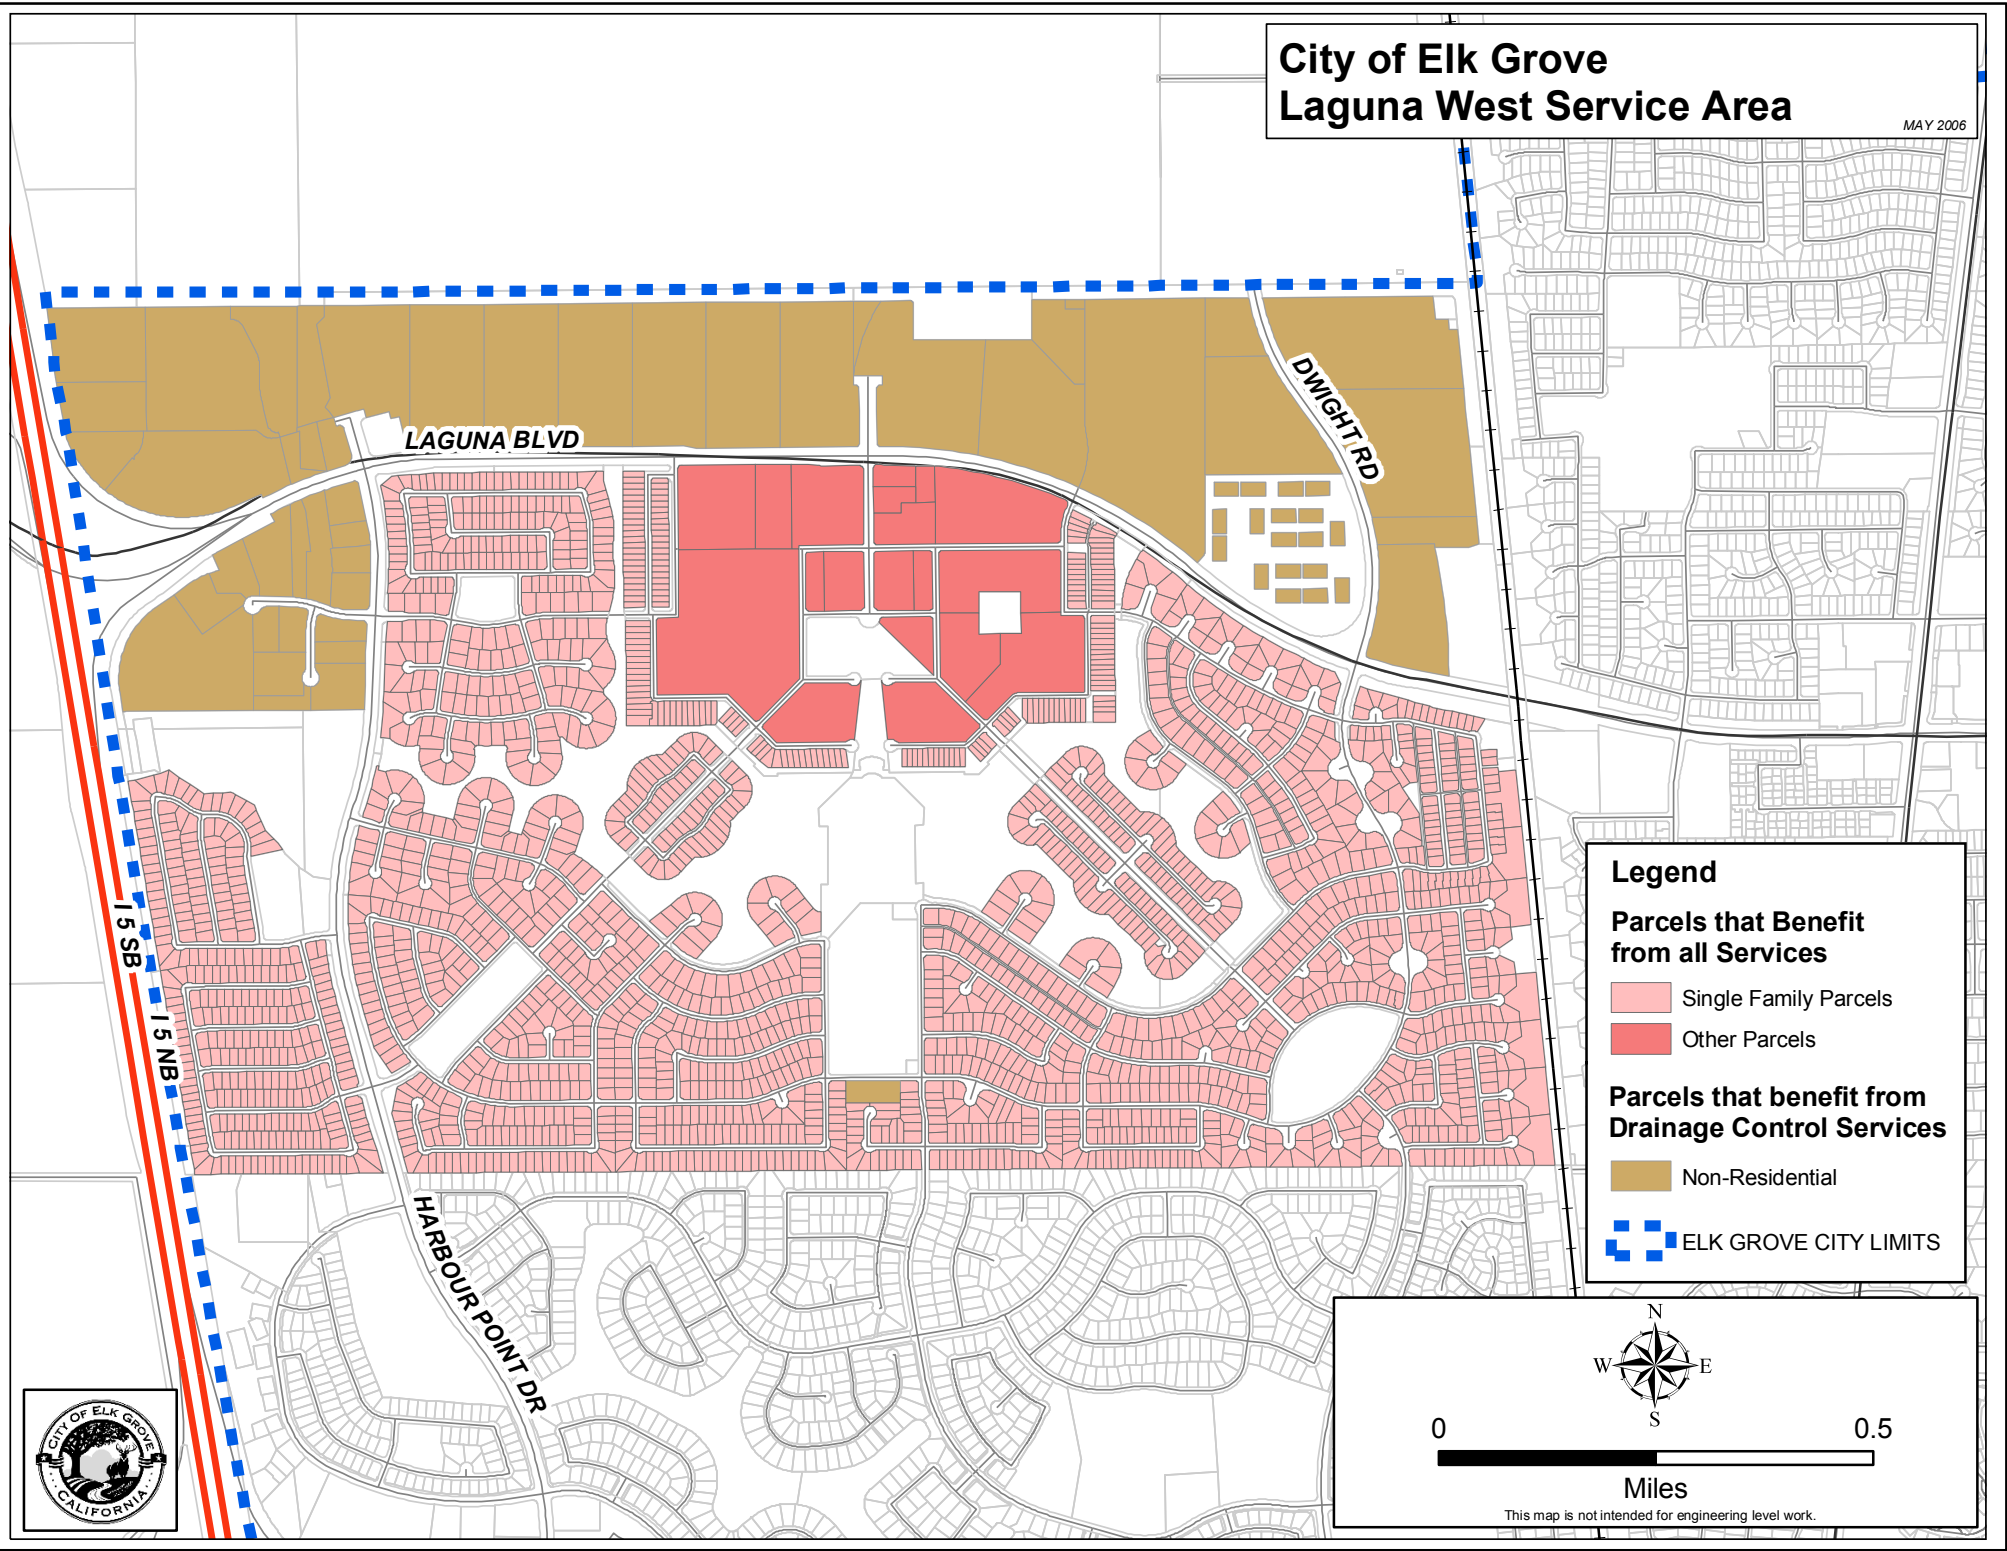 City of Elk Grove
Laguna West Service Area
MAY 2006
LAGUNA BLVD
DWIGHT RD
I 5 SB
I 5 NB
HARBOUR POINT DR
Legend
Parcels that Benefit
from all Services
Single Family Parcels
Other Parcels
Parcels that benefit from
Drainage Control Services
Non-Residential
ELK GROVE CITY LIMITS
N
W E
S
0 0.5
Miles
This map is not intended for engineering level work.
CITY OF ELK GROVE
CALIFORNIA